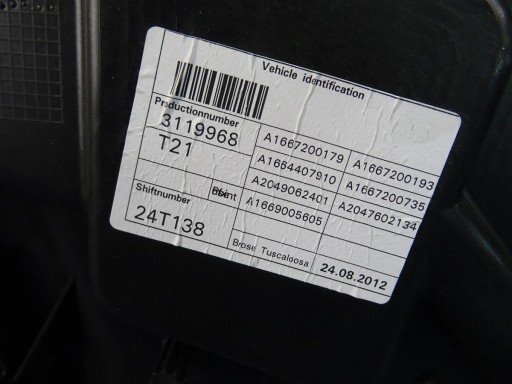 Vehicle identification
Productionnumber
3119968
T21
A1667200179 A1667200193
A1664407910 A1667200735
A2049062401 A2047602134
A1669005605
Shiftnumber
24T138
Brose Tuscaloosa 24.08.2012